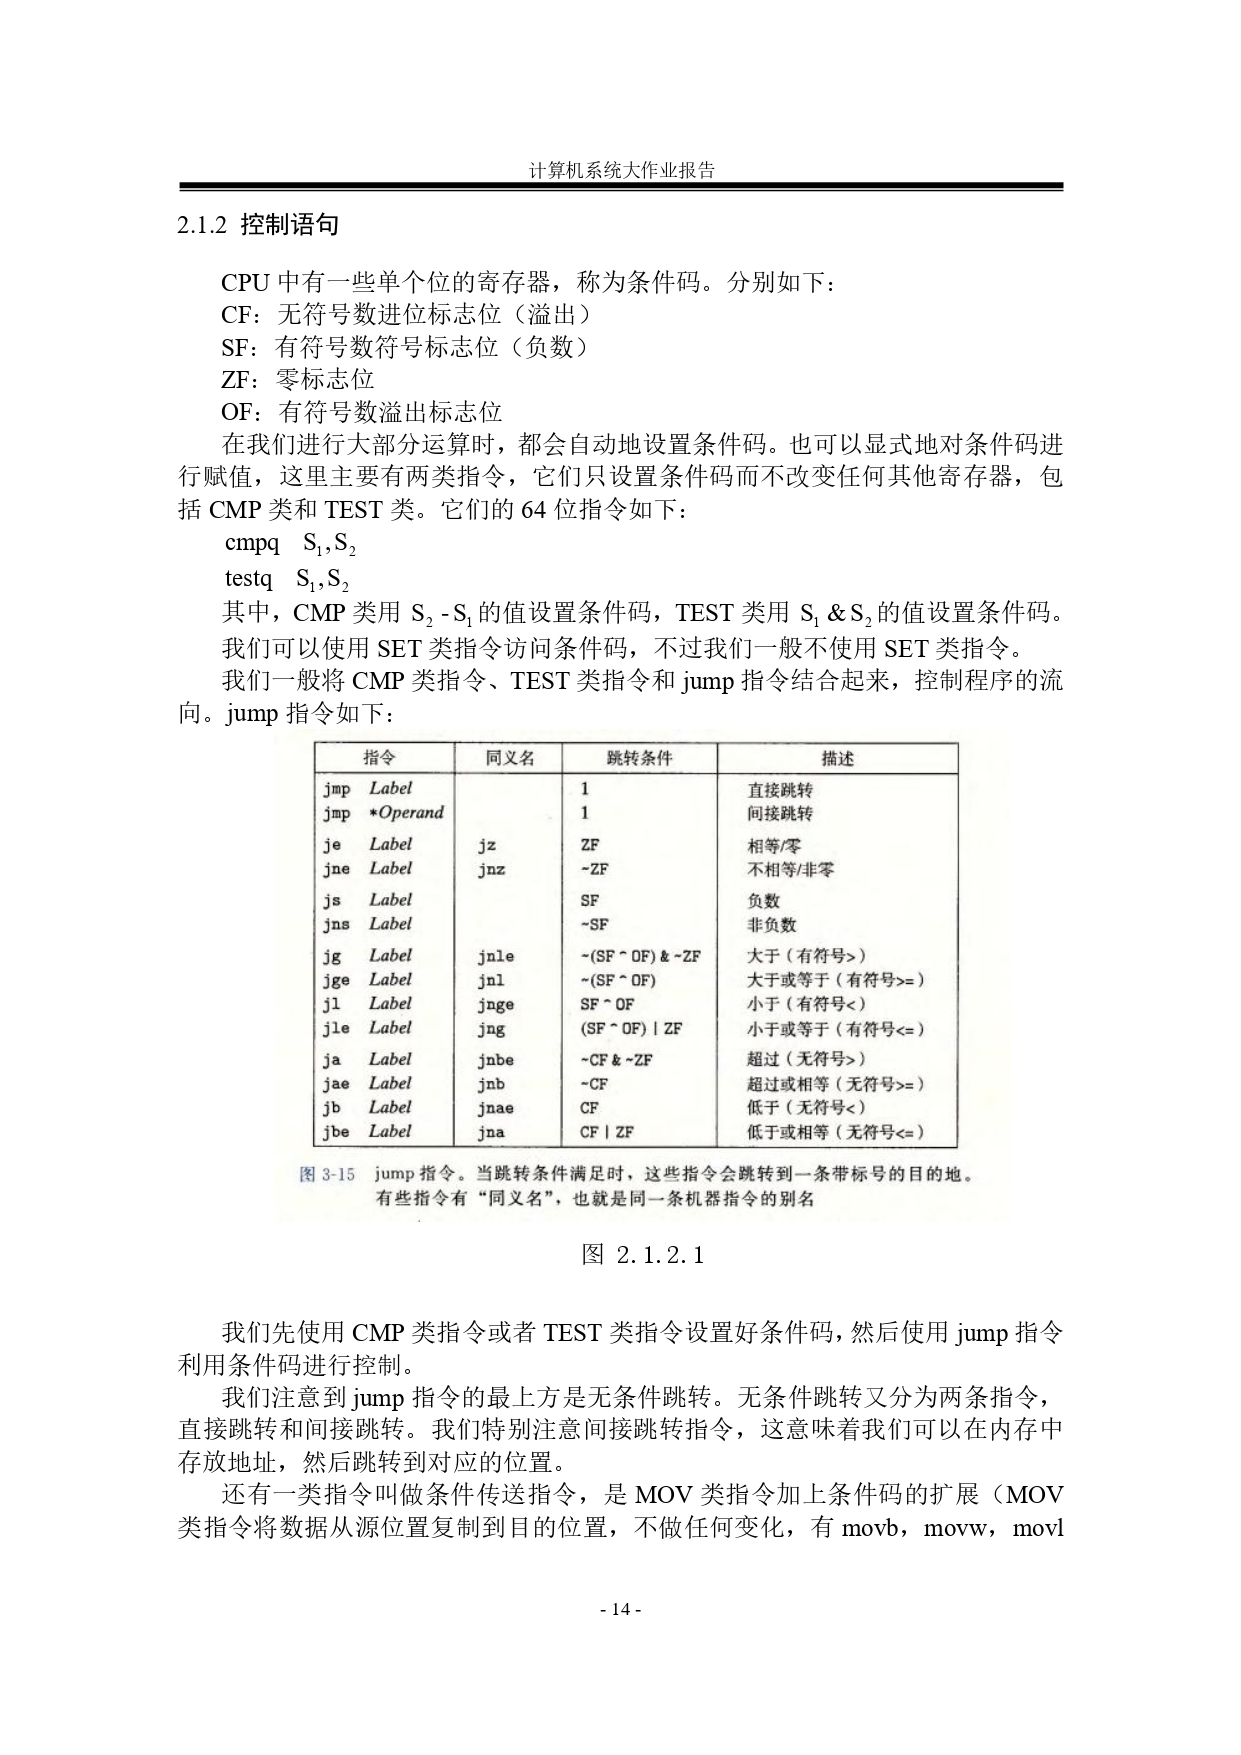 计算机系统大作业报告
2.1.2 控制语句
CPU 中有一些单个位的寄存器，称为条件码。分别如下：
CF：无符号数进位标志位（溢出）
SF：有符号数符号标志位（负数）
ZF：零标志位
OF：有符号数溢出标志位
在我们进行大部分运算时，都会自动地设置条件码。也可以显式地对条件码进
行赋值，这里主要有两类指令，它们只设置条件码而不改变任何其他寄存器，包
括 CMP 类和 TEST 类。它们的 64 位指令如下：
cmpq S₁,S₂
testq S₁,S₂
其中，CMP 类用 S₂ - S₁ 的值设置条件码，TEST 类用 S₁ & S₂ 的值设置条件码。
我们可以使用 SET 类指令访问条件码，不过我们一般不使用 SET 类指令。
我们一般将 CMP 类指令、TEST 类指令和 jump 指令结合起来，控制程序的流
向。jump 指令如下：
指令 同义名 跳转条件 描述
jmp Label 1 直接跳转
jmp *Operand 1 间接跳转
je Label jz ZF 相等/零
jne Label jnz ~ZF 不相等/非零
js Label SF 负数
jns Label ~SF 非负数
jg Label jnle ~(SF ^ OF) & ~ZF 大于（有符号>）
jge Label jnl ~(SF ^ OF) 大于或等于（有符号>=）
jl Label jnge SF ^ OF 小于（有符号<）
jle Label jng (SF ^ OF) | ZF 小于或等于（有符号<=）
ja Label jnbe ~CF & ~ZF 超过（无符号>）
jae Label jnb ~CF 超过或相等（无符号>=）
jb Label jnae CF 低于（无符号<）
jbe Label jna CF | ZF 低于或相等（无符号<=）
图 3-15 jump 指令。当跳转条件满足时，这些指令会跳转到一条带标号的目的地。
有些指令有“同义名”，也就是同一条机器指令的别名
图 2.1.2.1
我们先使用 CMP 类指令或者 TEST 类指令设置好条件码，然后使用 jump 指令
利用条件码进行控制。
我们注意到 jump 指令的最上方是无条件跳转。无条件跳转又分为两条指令，
直接跳转和间接跳转。我们特别注意间接跳转指令，这意味着我们可以在内存中
存放地址，然后跳转到对应的位置。
还有一类指令叫做条件传送指令，是 MOV 类指令加上条件码的扩展（MOV
类指令将数据从源位置复制到目的位置，不做任何变化，有 movb，movw，movl
- 14 -